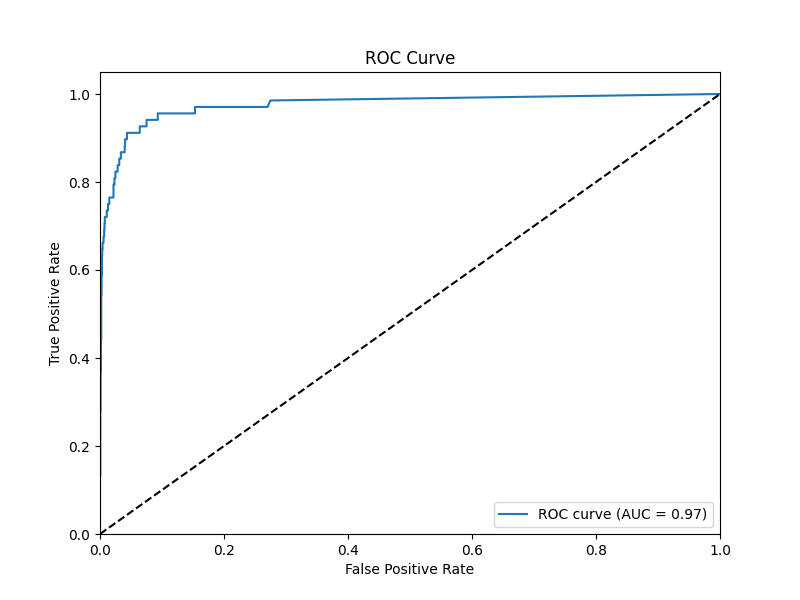 ROC Curve
1.0
0.8
0.6
0.4
0.2
0.0
True Positive Rate
ROC curve (AUC = 0.97)
0.0 0.2 0.4 0.6 0.8 1.0
False Positive Rate